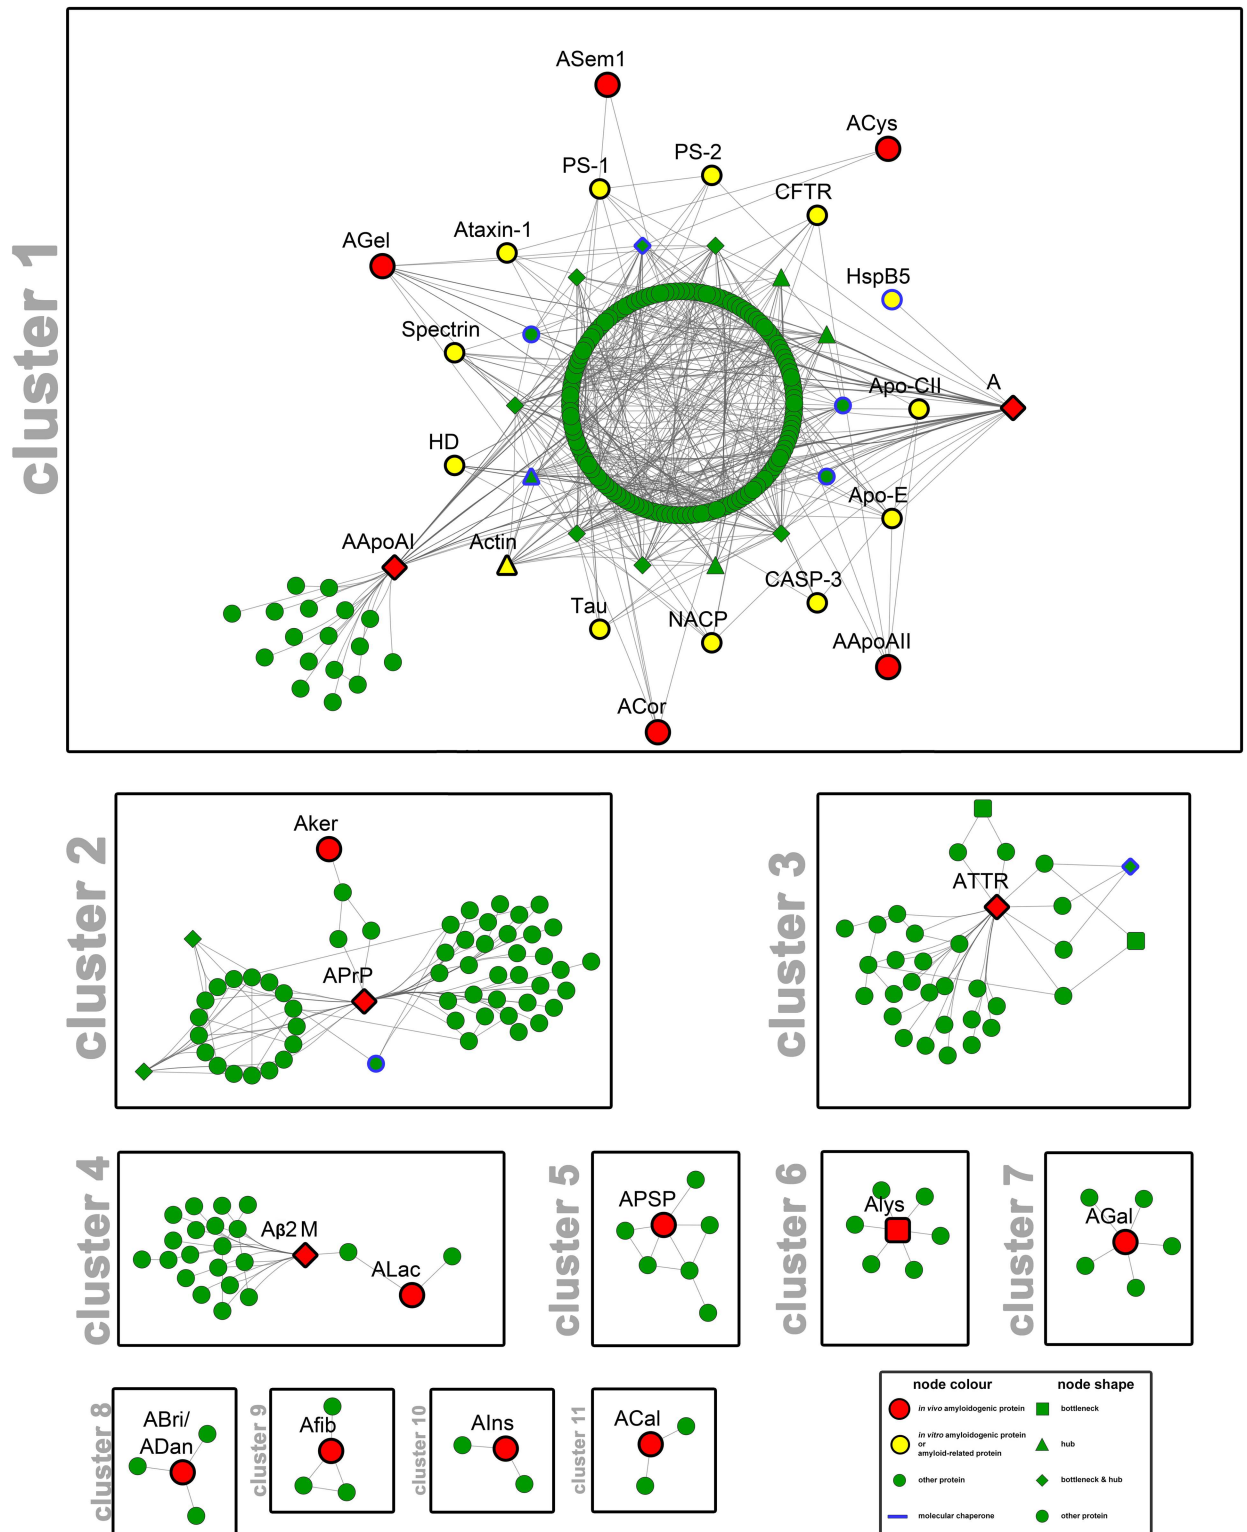 cluster 1
ASem1
ACys
PS-1
PS-2
CFTR
Ataxin-1
AGel
HspB5
Spectrin
Apo-CII
A
HD
Apo-E
AApoAI
Actin
CASP-3
Tau
NACP
AApoAII
ACor
cluster 2
Aker
APrP
cluster 3
ATTR
cluster 4
Aβ2 M
ALac
cluster 5
APSP
cluster 6
Alys
cluster 7
AGal
cluster 8
ABri/
ADan
cluster 9
Afib
cluster 10
AIns
cluster 11
ACal
node colour
node shape
in vivo amyloidogenic protein
bottleneck
in vitro amyloidogenic protein
or
amyloid-related protein
hub
other protein
bottleneck & hub
molecular chaperone
other protein